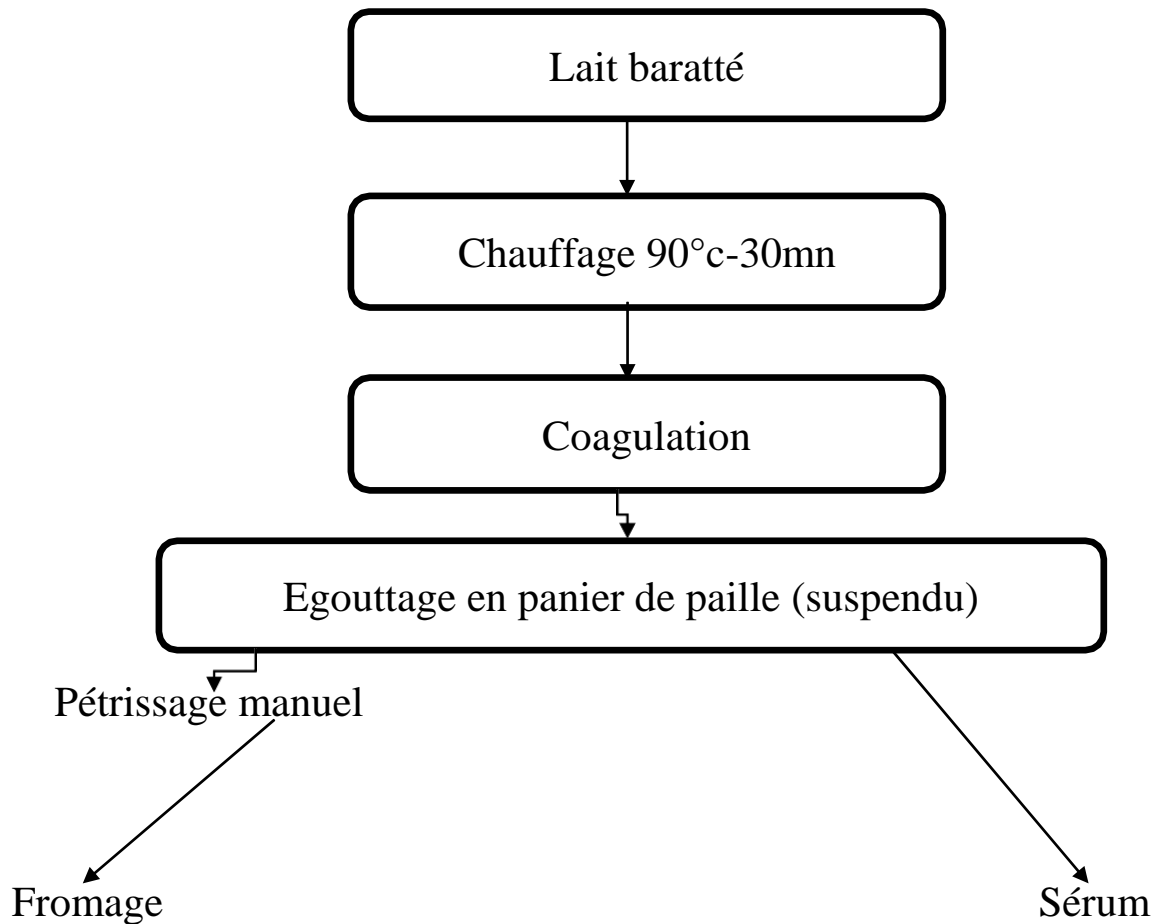 Lait baratté
Chauffage 90°c-30mn
Coagulation
Egouttage en panier de paille (suspendu)
Pétrissage manuel
Fromage
Sérum